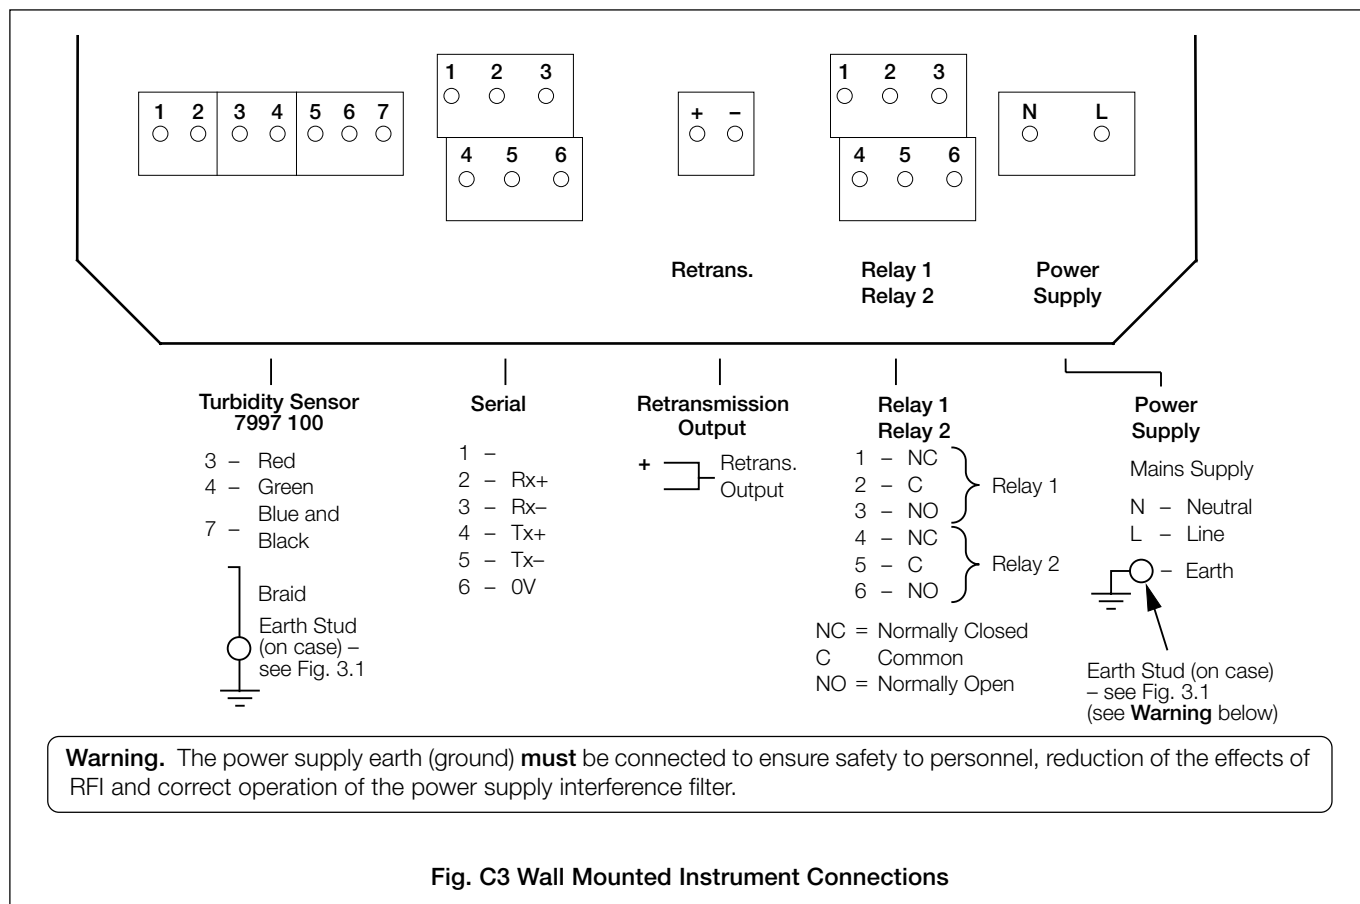 1 2 3 4 5 6 7
1 2 3
4 5 6
+ –
1 2 3
4 5 6
N L
Retrans.
Relay 1
Relay 2
Power
Supply
Turbidity Sensor
7997 100
3 – Red
4 – Green
7 – Blue and
Black
Braid
Earth Stud
(on case) –
see Fig. 3.1
Serial
1 –
2 – Rx+
3 – Rx–
4 – Tx+
5 – Tx–
6 – 0V
Retransmission
Output
+ Retrans.
Output
Relay 1
Relay 2
1 – NC
2 – C
3 – NO
Relay 1
4 – NC
5 – C
6 – NO
Relay 2
NC = Normally Closed
C Common
NO = Normally Open
Power
Supply
Mains Supply
N – Neutral
L – Line
– Earth
Earth Stud (on case)
– see Fig. 3.1
(see Warning below)
Warning. The power supply earth (ground) must be connected to ensure safety to personnel, reduction of the effects of
RFI and correct operation of the power supply interference filter.
Fig. C3 Wall Mounted Instrument Connections